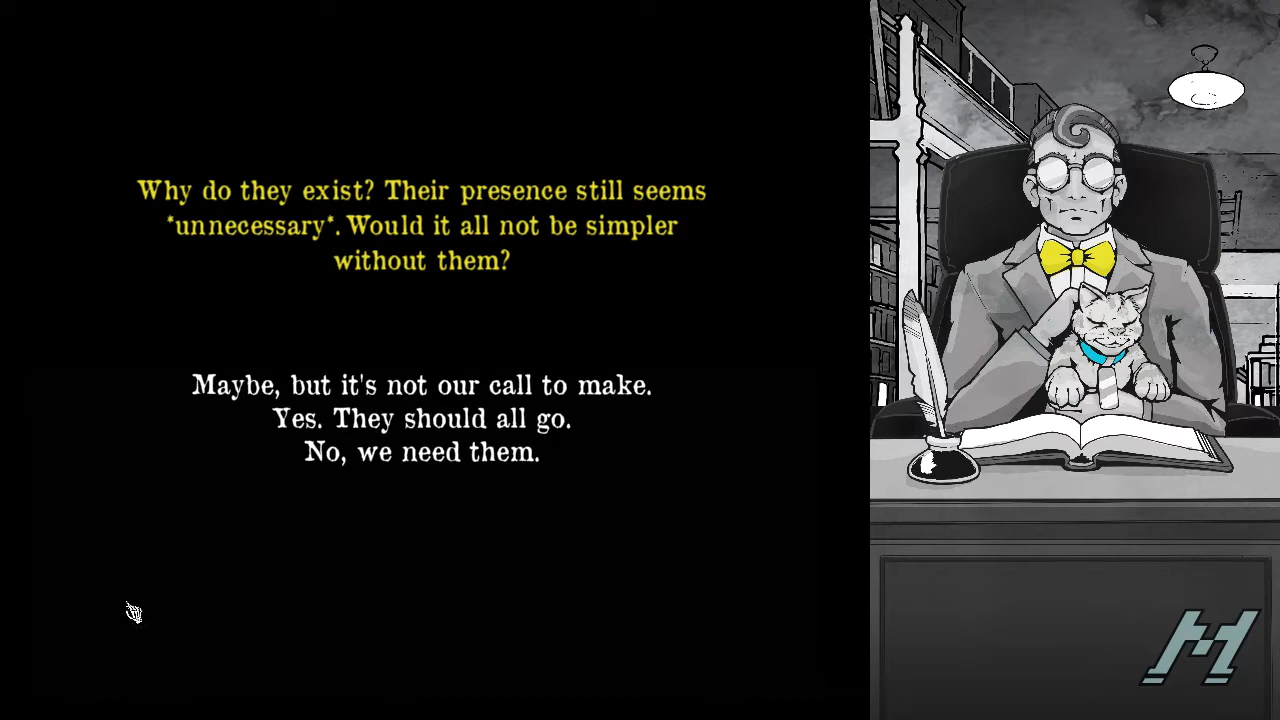 Why do they exist? Their presence still seems
*unnecessary*. Would it all not be simpler
without them?
Maybe, but it's not our call to make.
Yes. They should all go.
No, we need them.
M